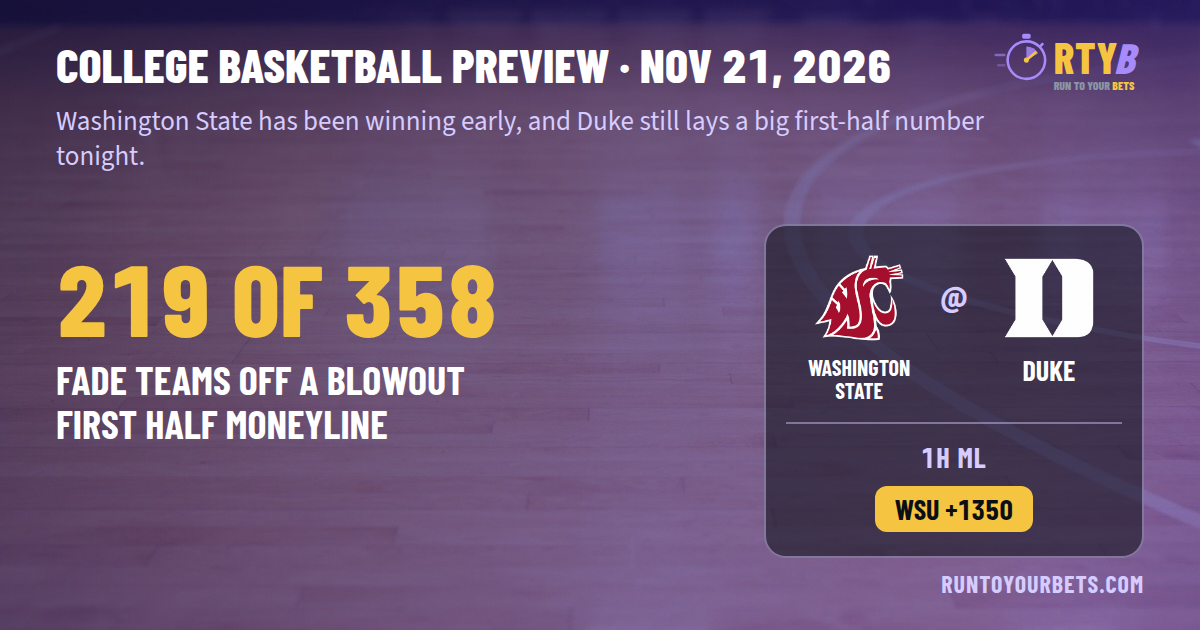 COLLEGE BASKETBALL PREVIEW · NOV 21, 2026
RTYB
RUN TO YOUR BETS
Washington State has been winning early, and Duke still lays a big first-half number
tonight.
219 OF 358
FADE TEAMS OFF A BLOWOUT
FIRST HALF MONEYLINE
@
D
WASHINGTON
STATE
DUKE
1H ML
WSU +1350
RUNTOYOURBETS.COM